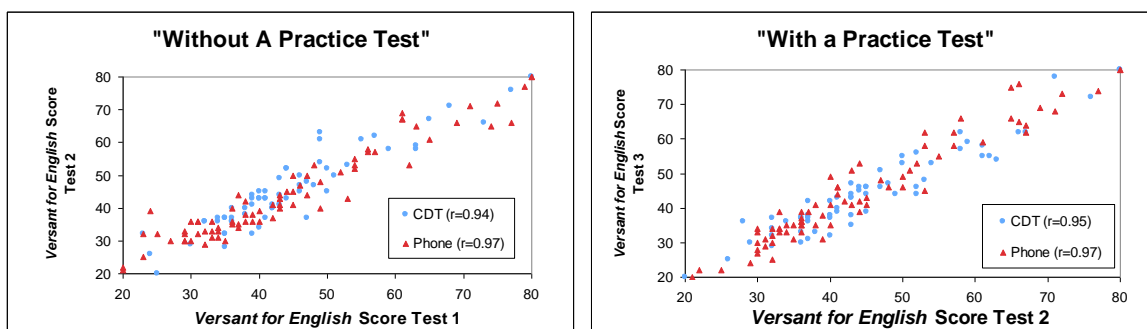 "Without A Practice Test"
Versant for English Score
Test 2
80
70
60
50
40
30
20
20 30 40 50 60 70 80
CDT (r=0.94)
Phone (r=0.97)
Versant for English Score Test 1
"With a Practice Test"
Versant for English Score
Test 3
80
70
60
50
40
30
20
20 30 40 50 60 70 80
CDT (r=0.95)
Phone (r=0.97)
Versant for English Score Test 2